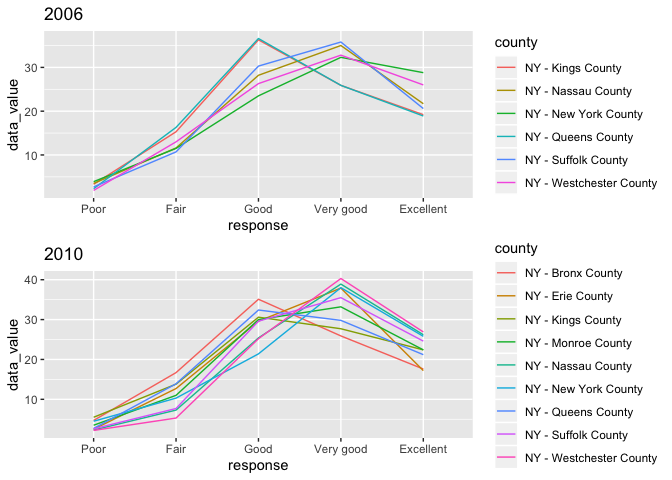 2006
data_value
30
20
10
Poor Fair Good Very good Excellent
response
county
NY - Kings County
NY - Nassau County
NY - New York County
NY - Queens County
NY - Suffolk County
NY - Westchester County
2010
data_value
40
30
20
10
Poor Fair Good Very good Excellent
response
county
NY - Bronx County
NY - Erie County
NY - Kings County
NY - Monroe County
NY - Nassau County
NY - New York County
NY - Queens County
NY - Suffolk County
NY - Westchester County